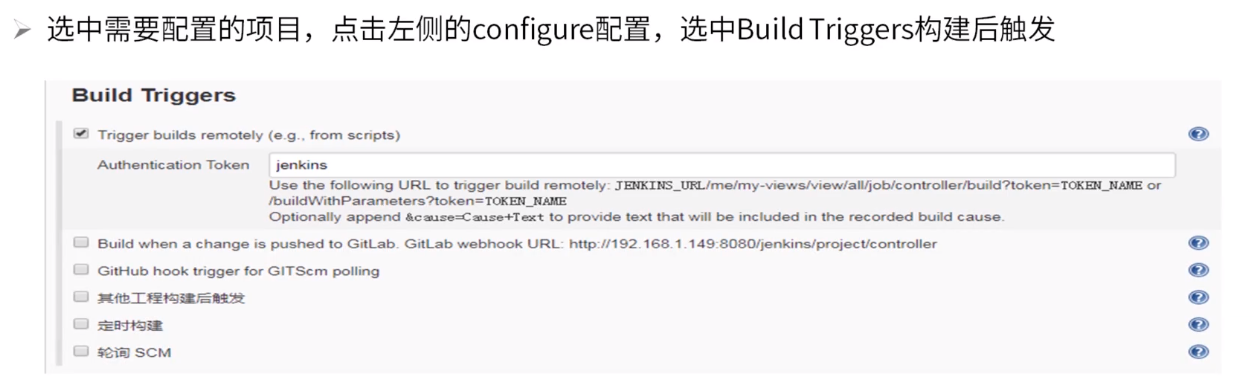 选中需要配置的项目，点击左侧的configure配置，选中Build Triggers构建后触发
Build Triggers
Trigger builds remotely (e.g., from scripts)
Authentication Token jenkins
Use the following URL to trigger build remotely: JENKINS_URL/me/my-views/view/all/job/controller/build?token=TOKEN_NAME or
/buildWithParameters?token=TOKEN_NAME
Optionally append &cause=Cause+Text to provide text that will be included in the recorded build cause.
Build when a change is pushed to GitLab. GitLab webhook URL: http://192.168.1.149:8080/jenkins/project/controller
GitHub hook trigger for GITScm polling
其他工程构建后触发
定时构建
轮询 SCM